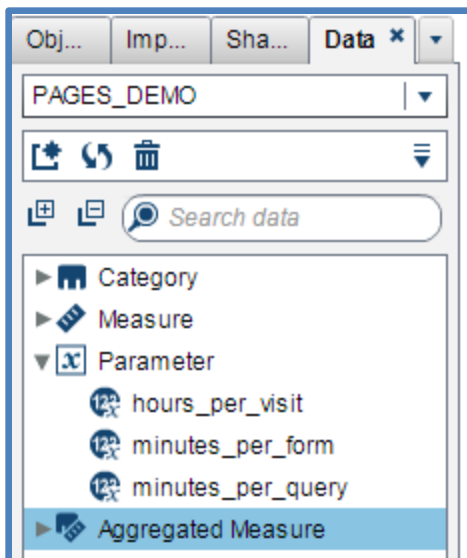 Obj... Imp... Sha... Data
PAGES_DEMO
Search data
Category
Measure
Parameter
hours_per_visit
minutes_per_form
minutes_per_query
Aggregated Measure